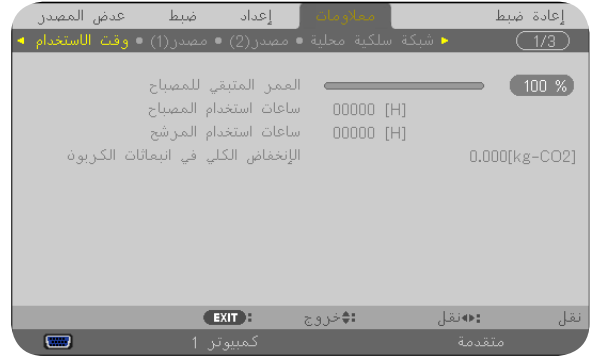 عرض المصدر ضبط إعداد معلاومات إعادة ضبط
◄ وقت الاستخدام • مصدر(1) • مصدر(2) • شبكة سلكية محلية ► 1/3
العمر المتبقي للمصباح 100 %
ساعات استخدام المصباح 00000 [H]
ساعات استخدام المرشح 00000 [H]
الإنخفاض الكلي في انبعاثات الكربون 0.000[kg-CO2]
EXIT: خروج ‎:نقل ‎:نقل
كمبيوتر 1 متقدمة